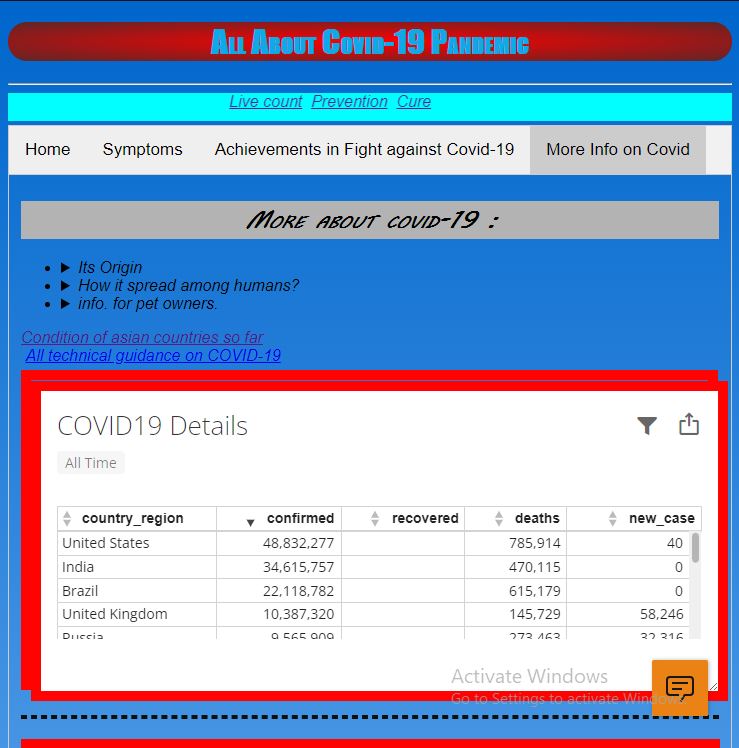 All About Covid-19 Pandemic
Live count Prevention Cure
Home Symptoms Achievements in Fight against Covid-19 More Info on Covid
More about covid-19 :
Its Origin
How it spread among humans?
info. for pet owners.
Condition of asian countries so far
All technical guidance on COVID-19
COVID19 Details
All Time
country_region confirmed recovered deaths new_case
United States 48,832,277 785,914 40
India 34,615,757 470,115 0
Brazil 22,118,782 615,179 0
United Kingdom 10,387,320 145,729 58,246
Russia 9,565,909 273,463 32,316
Activate Windows
Go to Settings to activate Windows.